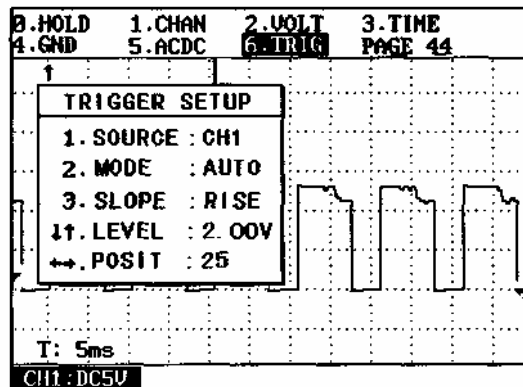 0.HOLD 1.CHAN 2.VOLT 3.TIME
4.GND 5.ACDC 6.TRIG PAGE 44
TRIGGER SETUP
1.SOURCE : CH1
2.MODE : AUTO
3.SLOPE : RISE
↓↑.LEVEL : 2.00V
↔.POSIT : 25
T: 5ms
CH1:DC5V